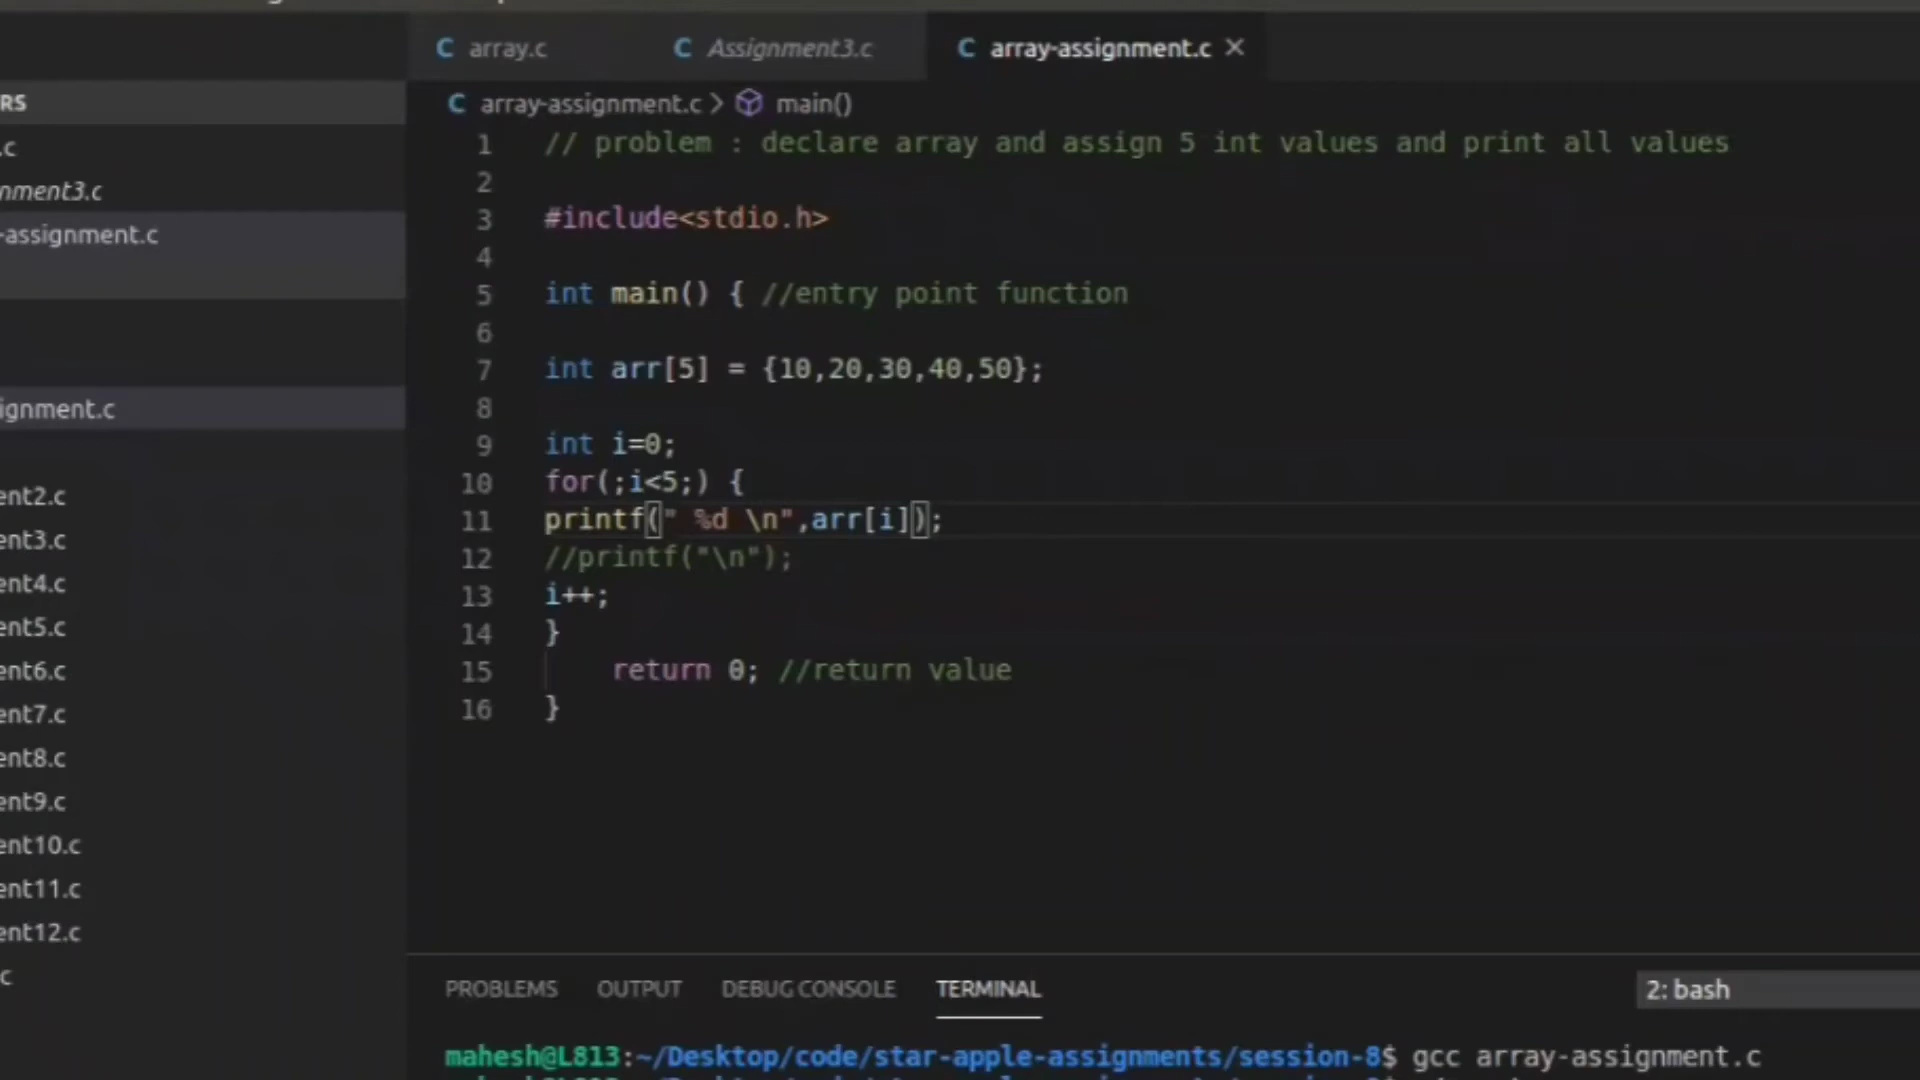 array.c Assignment3.c array-assignment.c
RS
array-assignment.c > main()
.c
nment3.c
-assignment.c
ignment.c
ent2.c
ent3.c
ent4.c
ent5.c
ent6.c
ent7.c
ent8.c
ent9.c
ent10.c
ent11.c
ent12.c
c
1 // problem : declare array and assign 5 int values and print all values
2
3 #include<stdio.h>
4
5 int main() { //entry point function
6
7 int arr[5] = {10,20,30,40,50};
8
9 int i=0;
10 for(;i<5;) {
11 printf(" %d \n",arr[i]);
12 //printf("\n");
13 i++;
14 }
15 return 0; //return value
16 }
PROBLEMS OUTPUT DEBUG CONSOLE TERMINAL 2: bash
mahesh@L813:~/Desktop/code/star-apple-assignments/session-8$ gcc array-assignment.c